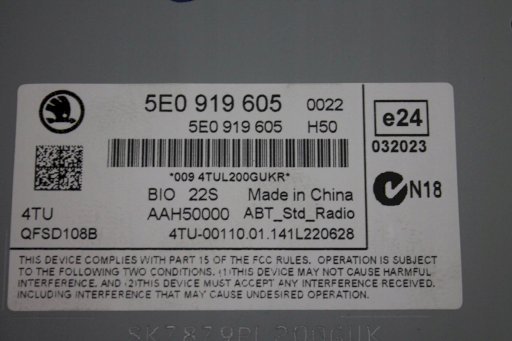 5E0 919 605 0022
5E0 919 605 H50
e24
032023
*009 4TUL200GUKR*
N18
BIO 22S Made in China
4TU AAH50000 ABT_Std_Radio
QFSD108B 4TU-00110.01.141L220628
THIS DEVICE COMPLIES WITH PART 15 OF THE FCC RULES. OPERATION IS SUBJECT
TO THE FOLLOWING TWO CONDITIONS. (1)THIS DEVICE MAY NOT CAUSE HARMFUL
INTERFERENCE. AND (2)THIS DEVICE MUST ACCEPT ANY INTERFERENCE RECEIVED.
INCLUDING INTERFERENCE THAT MAY CAUSE UNDESIRED OPERATION.